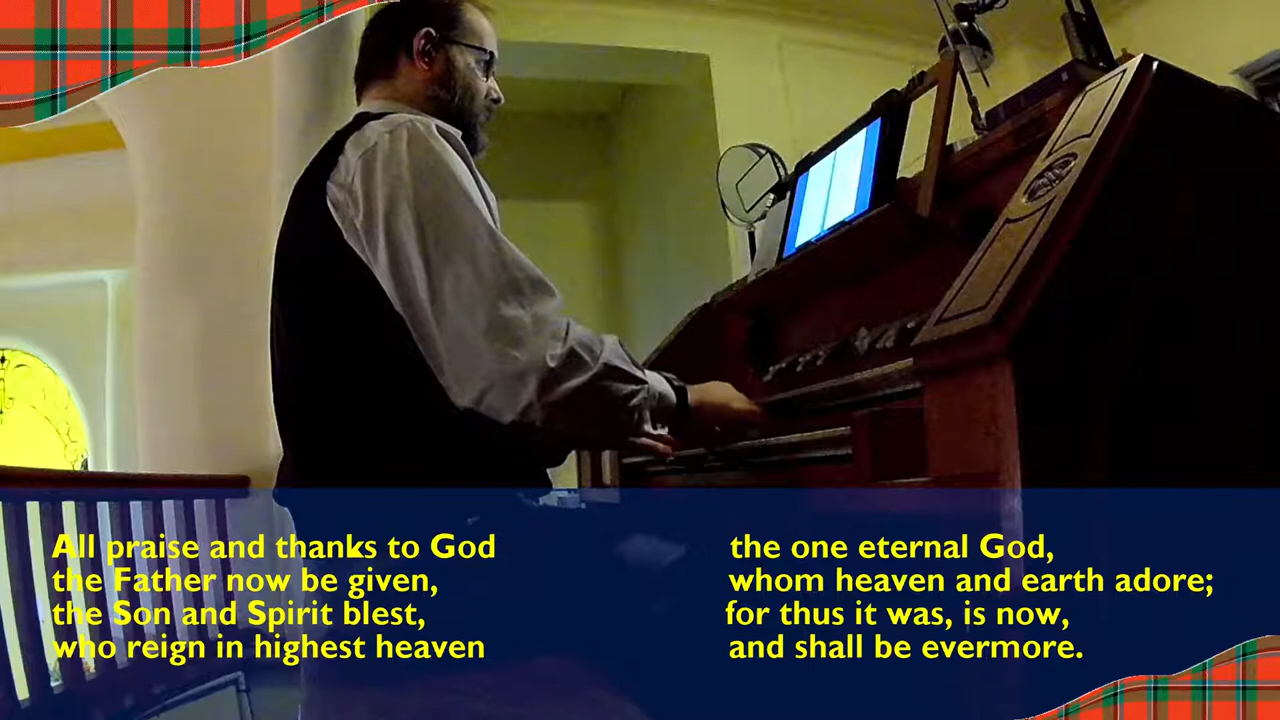 All praise and thanks to God
the Father now be given,
the Son and Spirit blest,
who reign in highest heaven
the one eternal God,
whom heaven and earth adore;
for thus it was, is now,
and shall be evermore.